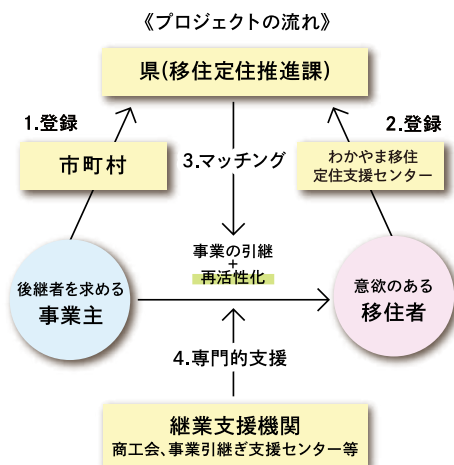 《プロジェクトの流れ》
県(移住定住推進課)
1.登録
2.登録
市町村
3.マッチング
わかやま移住
定住支援センター
後継者を求める
事業主
事業の引継
+
再活性化
意欲のある
移住者
4.専門的支援
継業支援機関
商工会、事業引継ぎ支援センター等